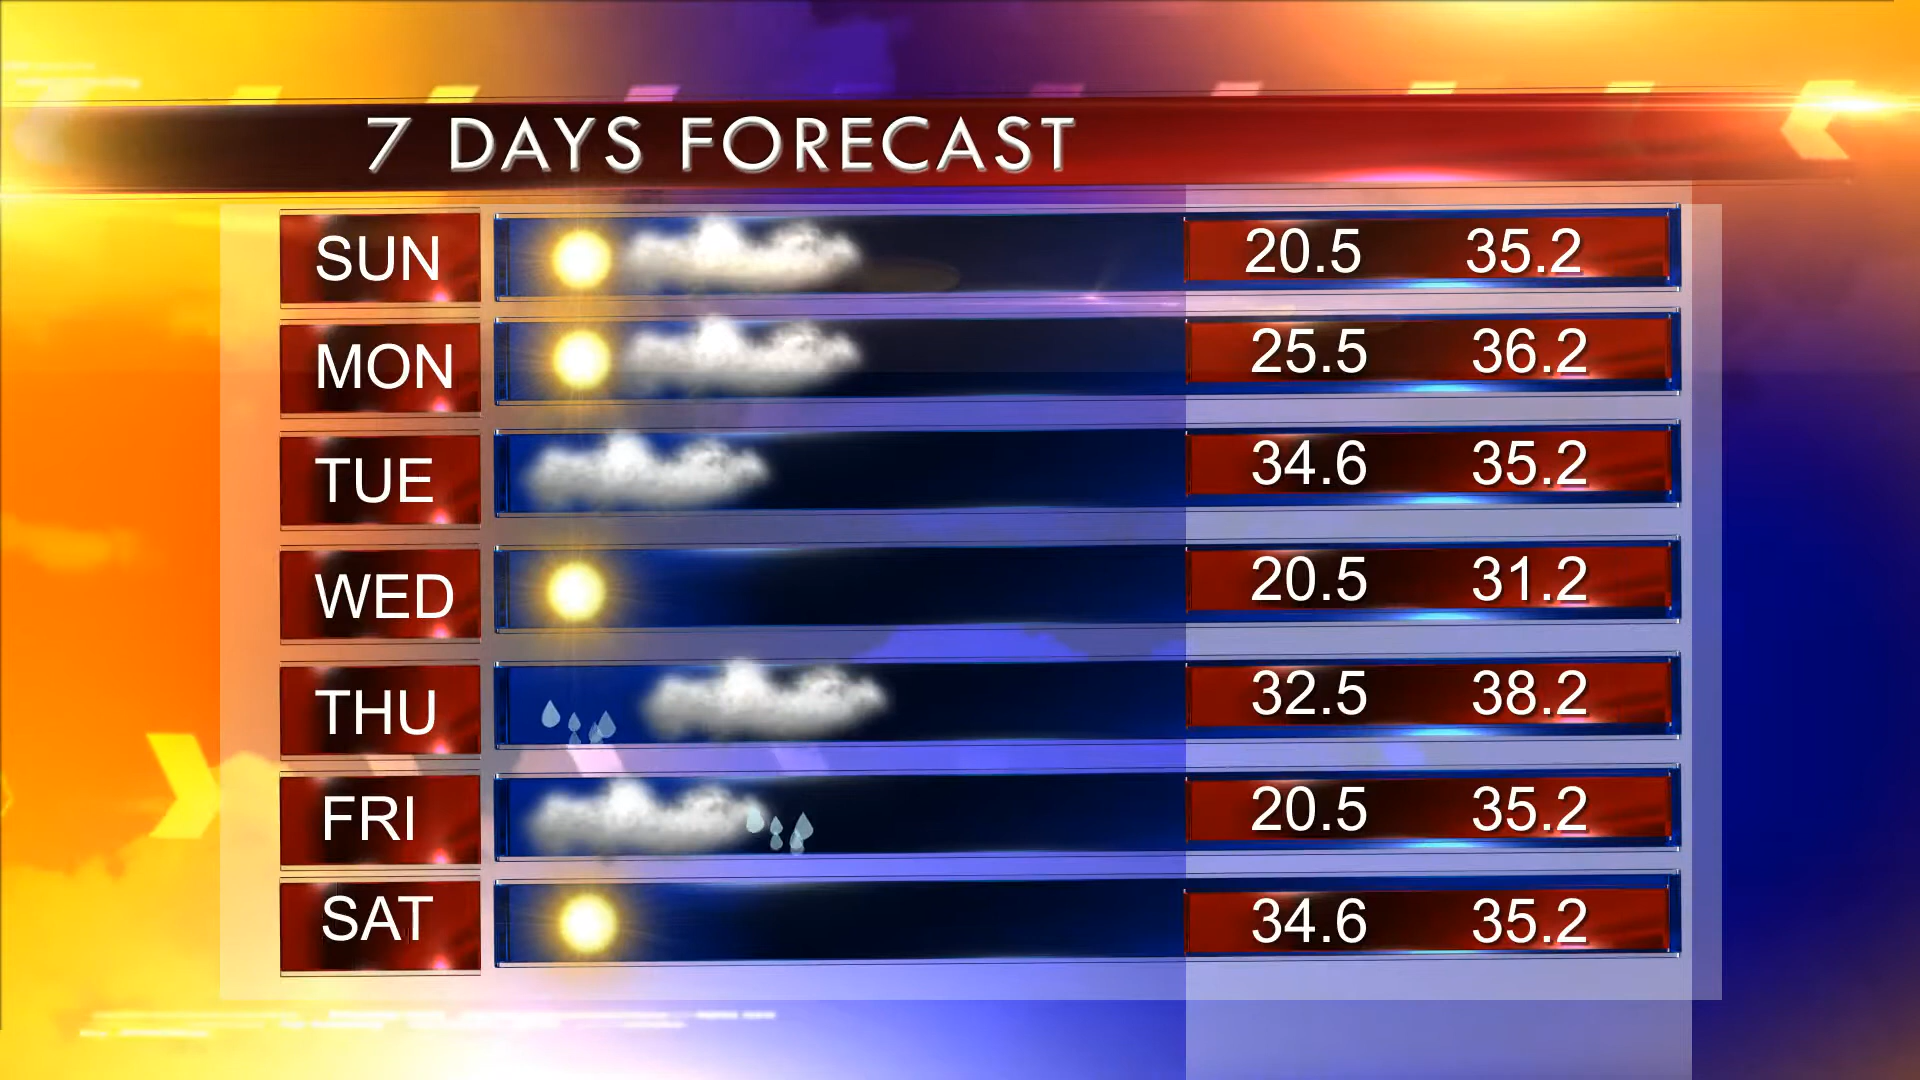 7 DAYS FORECAST
SUN 20.5 35.2
MON 25.5 36.2
TUE 34.6 35.2
WED 20.5 31.2
THU 32.5 38.2
FRI 20.5 35.2
SAT 34.6 35.2